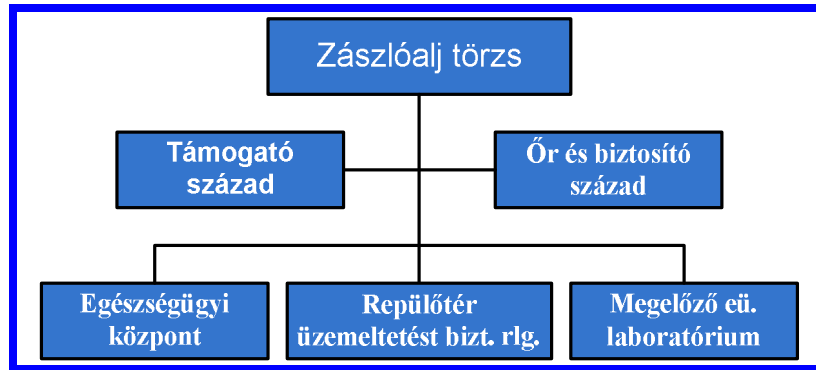 Zászlóalj törzs
Támogató
század
Őr és biztosító
század
Egészségügyi
központ
Repülőtér
üzemeltetést bizt. rlg.
Megelőző eü.
laboratórium